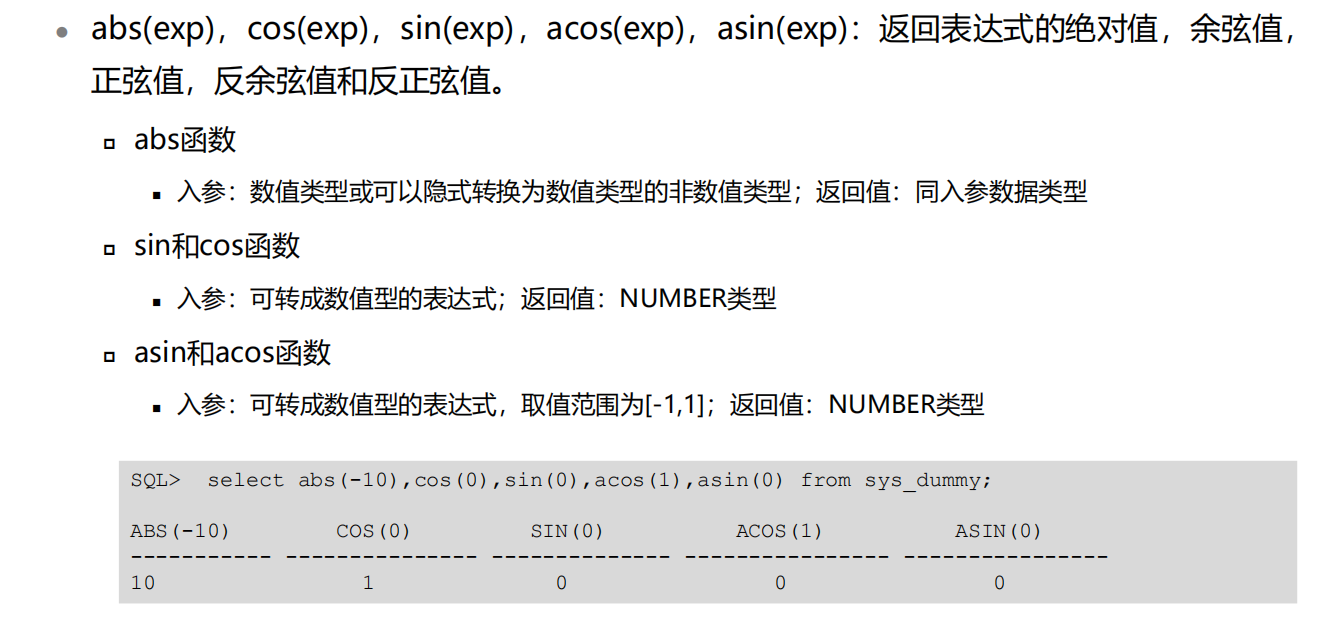 abs(exp)，cos(exp)，sin(exp)，acos(exp)，asin(exp)：返回表达式的绝对值，余弦值，
正弦值，反余弦值和反正弦值。
abs函数
入参：数值类型或可以隐式转换为数值类型的非数值类型；返回值：同入参数据类型
sin和cos函数
入参：可转成数值型的表达式；返回值：NUMBER类型
asin和acos函数
入参：可转成数值型的表达式，取值范围为[-1,1]；返回值：NUMBER类型
SQL> select abs(-10),cos(0),sin(0),acos(1),asin(0) from sys_dummy;
ABS(-10) COS(0) SIN(0) ACOS(1) ASIN(0)
----------- --------------- -------------- ---------------- ----------------
10 1 0 0 0